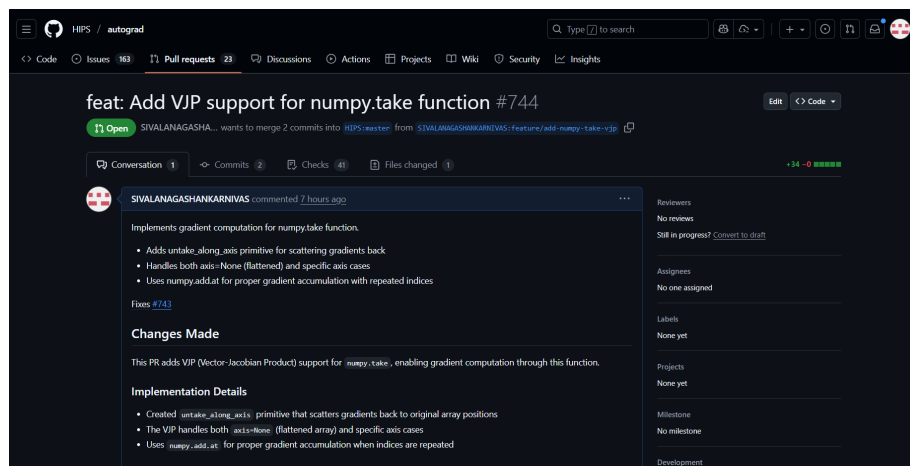 HIPS / autograd
Type / to search
Code
Issues 163
Pull requests 23
Discussions
Actions
Projects
Wiki
Security
Insights
feat: Add VJP support for numpy.take function #744
Edit
Code
Open
SIVALANAGASHA... wants to merge 2 commits into HIPS:master from SIVALANAGASHANKARNIVAS:feature/add-numpy-take-vjp
Conversation 1
Commits 2
Checks 41
Files changed 1
+34 −0
SIVALANAGASHANKARNIVAS commented 7 hours ago
Implements gradient computation for numpy.take function.
• Adds untake_along_axis primitive for scattering gradients back
• Handles both axis=None (flattened) and specific axis cases
• Uses numpy.add.at for proper gradient accumulation with repeated indices
Fixes #743
Changes Made
This PR adds VJP (Vector-Jacobian Product) support for numpy.take, enabling gradient computation through this function.
Implementation Details
• Created untake_along_axis primitive that scatters gradients back to original array positions
• The VJP handles both axis=None (flattened array) and specific axis cases
• Uses numpy.add.at for proper gradient accumulation when indices are repeated
Reviewers
No reviews
Still in progress? Convert to draft
Assignees
No one assigned
Labels
None yet
Projects
None yet
Milestone
No milestone
Development